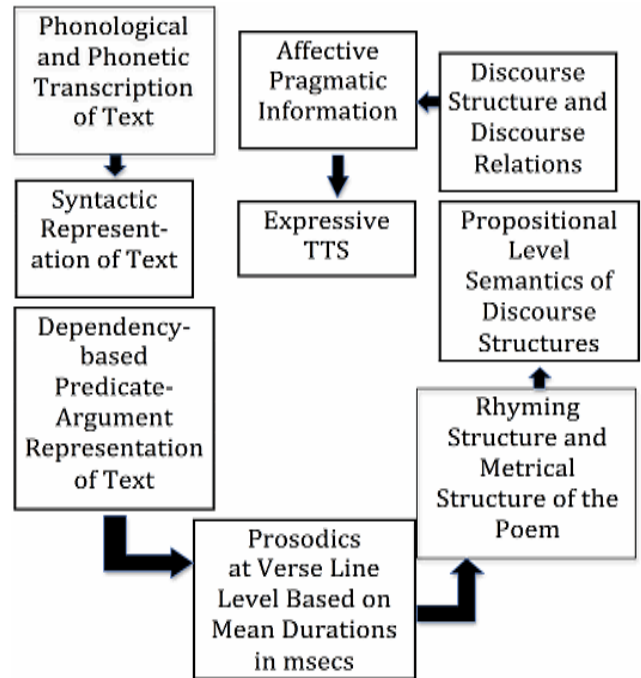 Phonological
and Phonetic
Transcription
of Text
Syntactic
Represent-
ation of Text
Dependency-
based
Predicate-
Argument
Representation
of Text
Prosodics
at Verse Line
Level Based on
Mean Durations
in msecs
Rhyming
Structure and
Metrical
Structure of the
Poem
Propositional
Level
Semantics of
Discourse
Structures
Discourse
Structure and
Discourse
Relations
Affective
Pragmatic
Information
Expressive
TTS